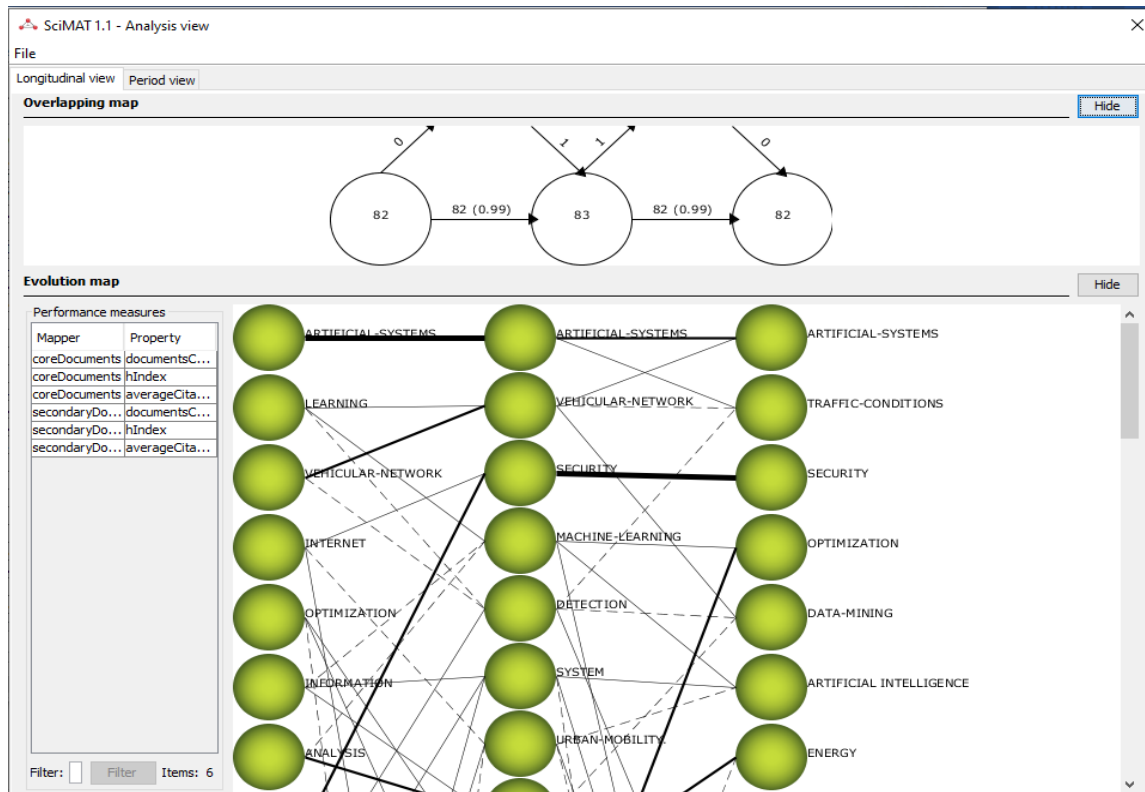 SciMAT 1.1 - Analysis view
File
Longitudinal view Period view
Overlapping map Hide
0 1 1 0
82 82 (0.99) 83 82 (0.99) 82
Evolution map Hide
Performance measures
Mapper Property
coreDocuments documentsC...
coreDocuments hIndex
coreDocuments averageCita...
secondaryDo... documentsC...
secondaryDo... hIndex
secondaryDo... averageCita...
Filter: Filter Items: 6
ARTIFICIAL-SYSTEMS ARTIFICIAL-SYSTEMS ARTIFICIAL-SYSTEMS
LEARNING VEHICULAR-NETWORK TRAFFIC-CONDITIONS
VEHICULAR-NETWORK SECURITY SECURITY
INTERNET MACHINE-LEARNING OPTIMIZATION
OPTIMIZATION DETECTION DATA-MINING
INFORMATION SYSTEM ARTIFICIAL INTELLIGENCE
ANALYSIS URBAN-MOBILITY ENERGY